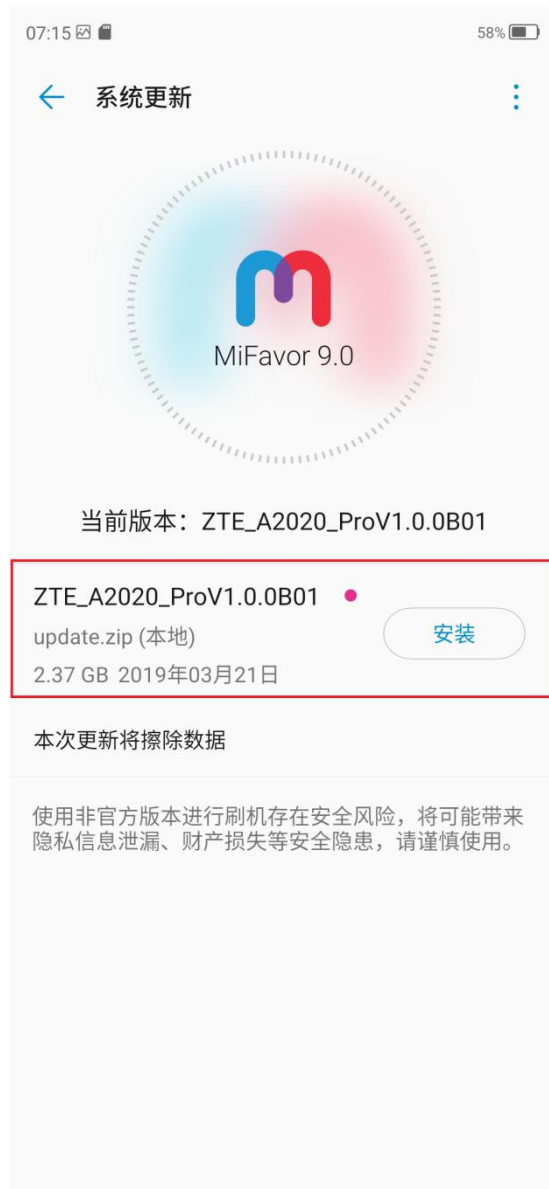 07:15
58%
系统更新
MiFavor 9.0
当前版本：ZTE_A2020_ProV1.0.0B01
ZTE_A2020_ProV1.0.0B01
update.zip (本地)
安装
2.37 GB 2019年03月21日
本次更新将擦除数据
使用非官方版本进行刷机存在安全风险，将可能带来
隐私信息泄漏、财产损失等安全隐患，请谨慎使用。